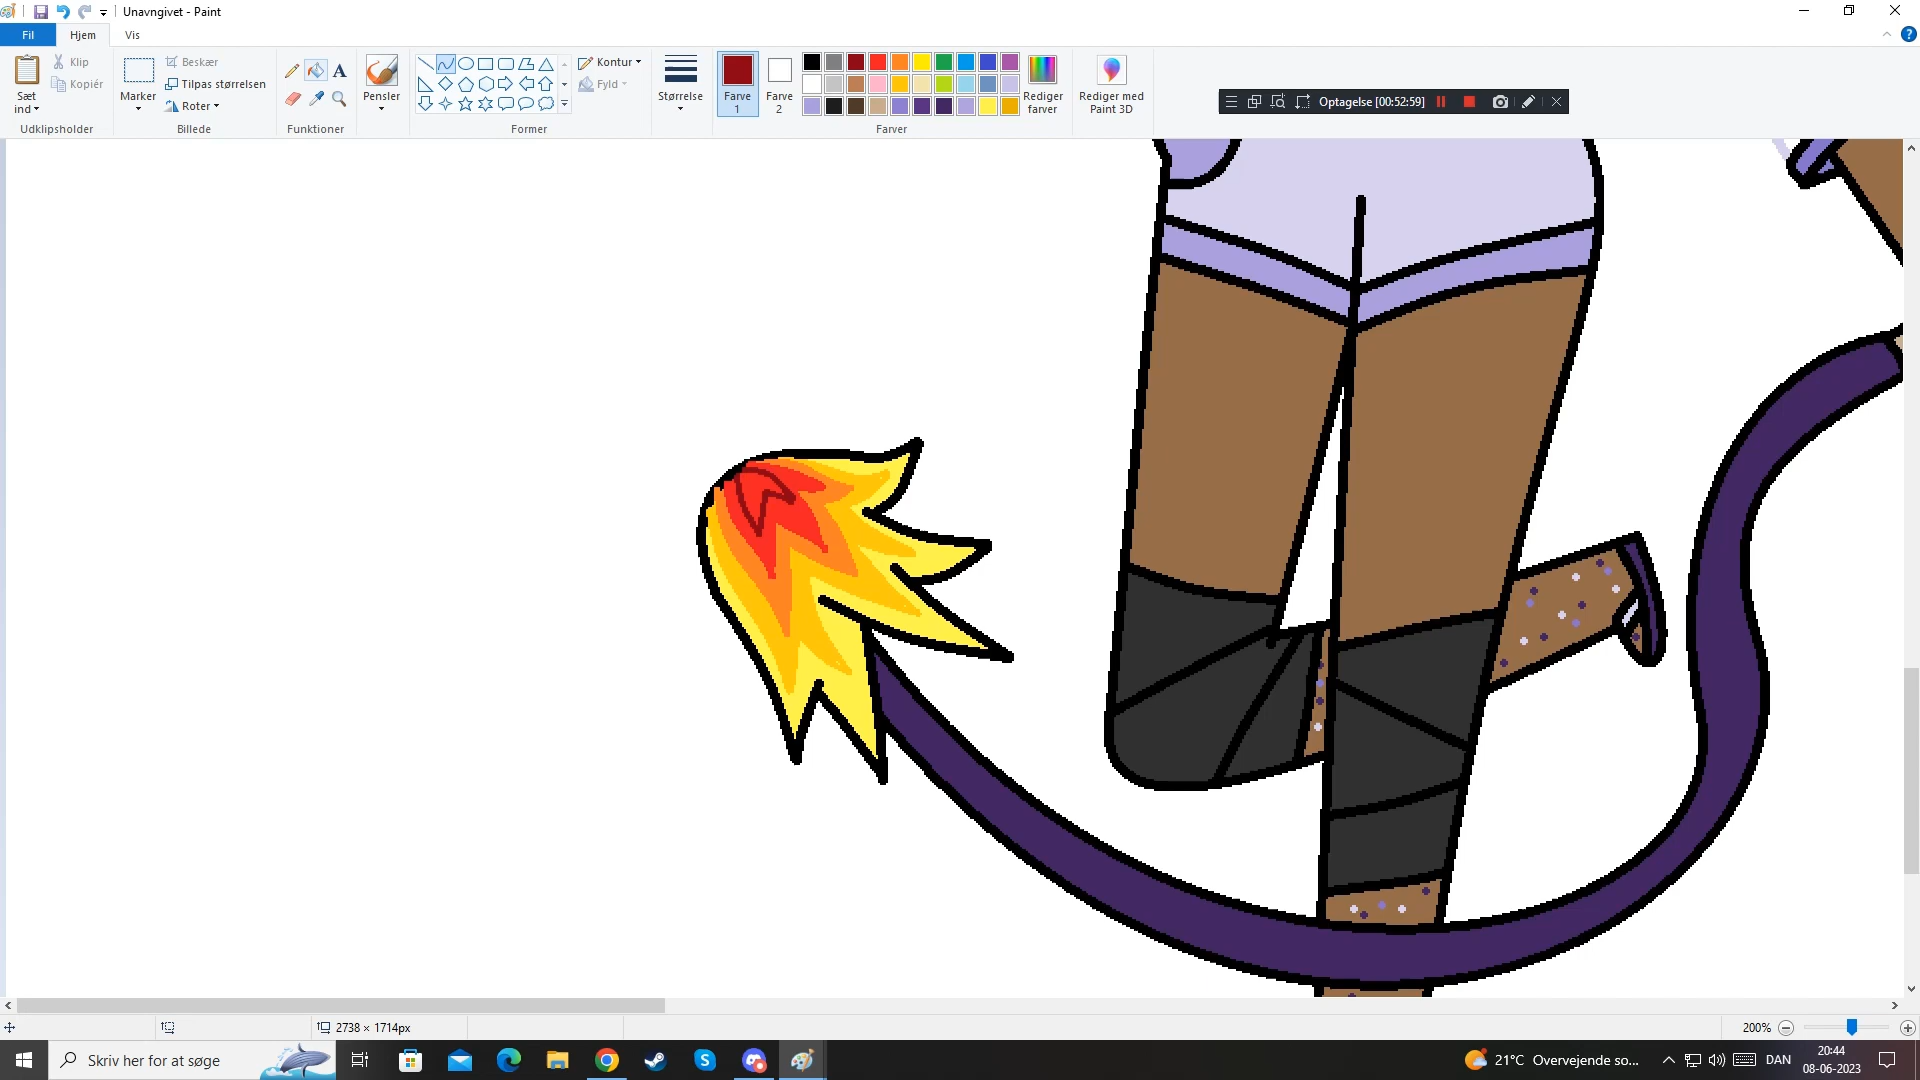 Unavngivet - Paint
Fil Hjem Vis
Sæt ind
Klip
Kopiér
Udklipsholder
Marker
Beskær
Tilpas størrelsen
Roter
Billede
A
Funktioner
Pensler
Kontur
Fyld
Former
Størrelse
Farve 1
Farve 2
Rediger farver
Farver
Rediger med Paint 3D
Optagelse [00:52:59]
2738 × 1714px
200%
Skriv her for at søge
21°C Overvejende so...
DAN
20:44
08-06-2023